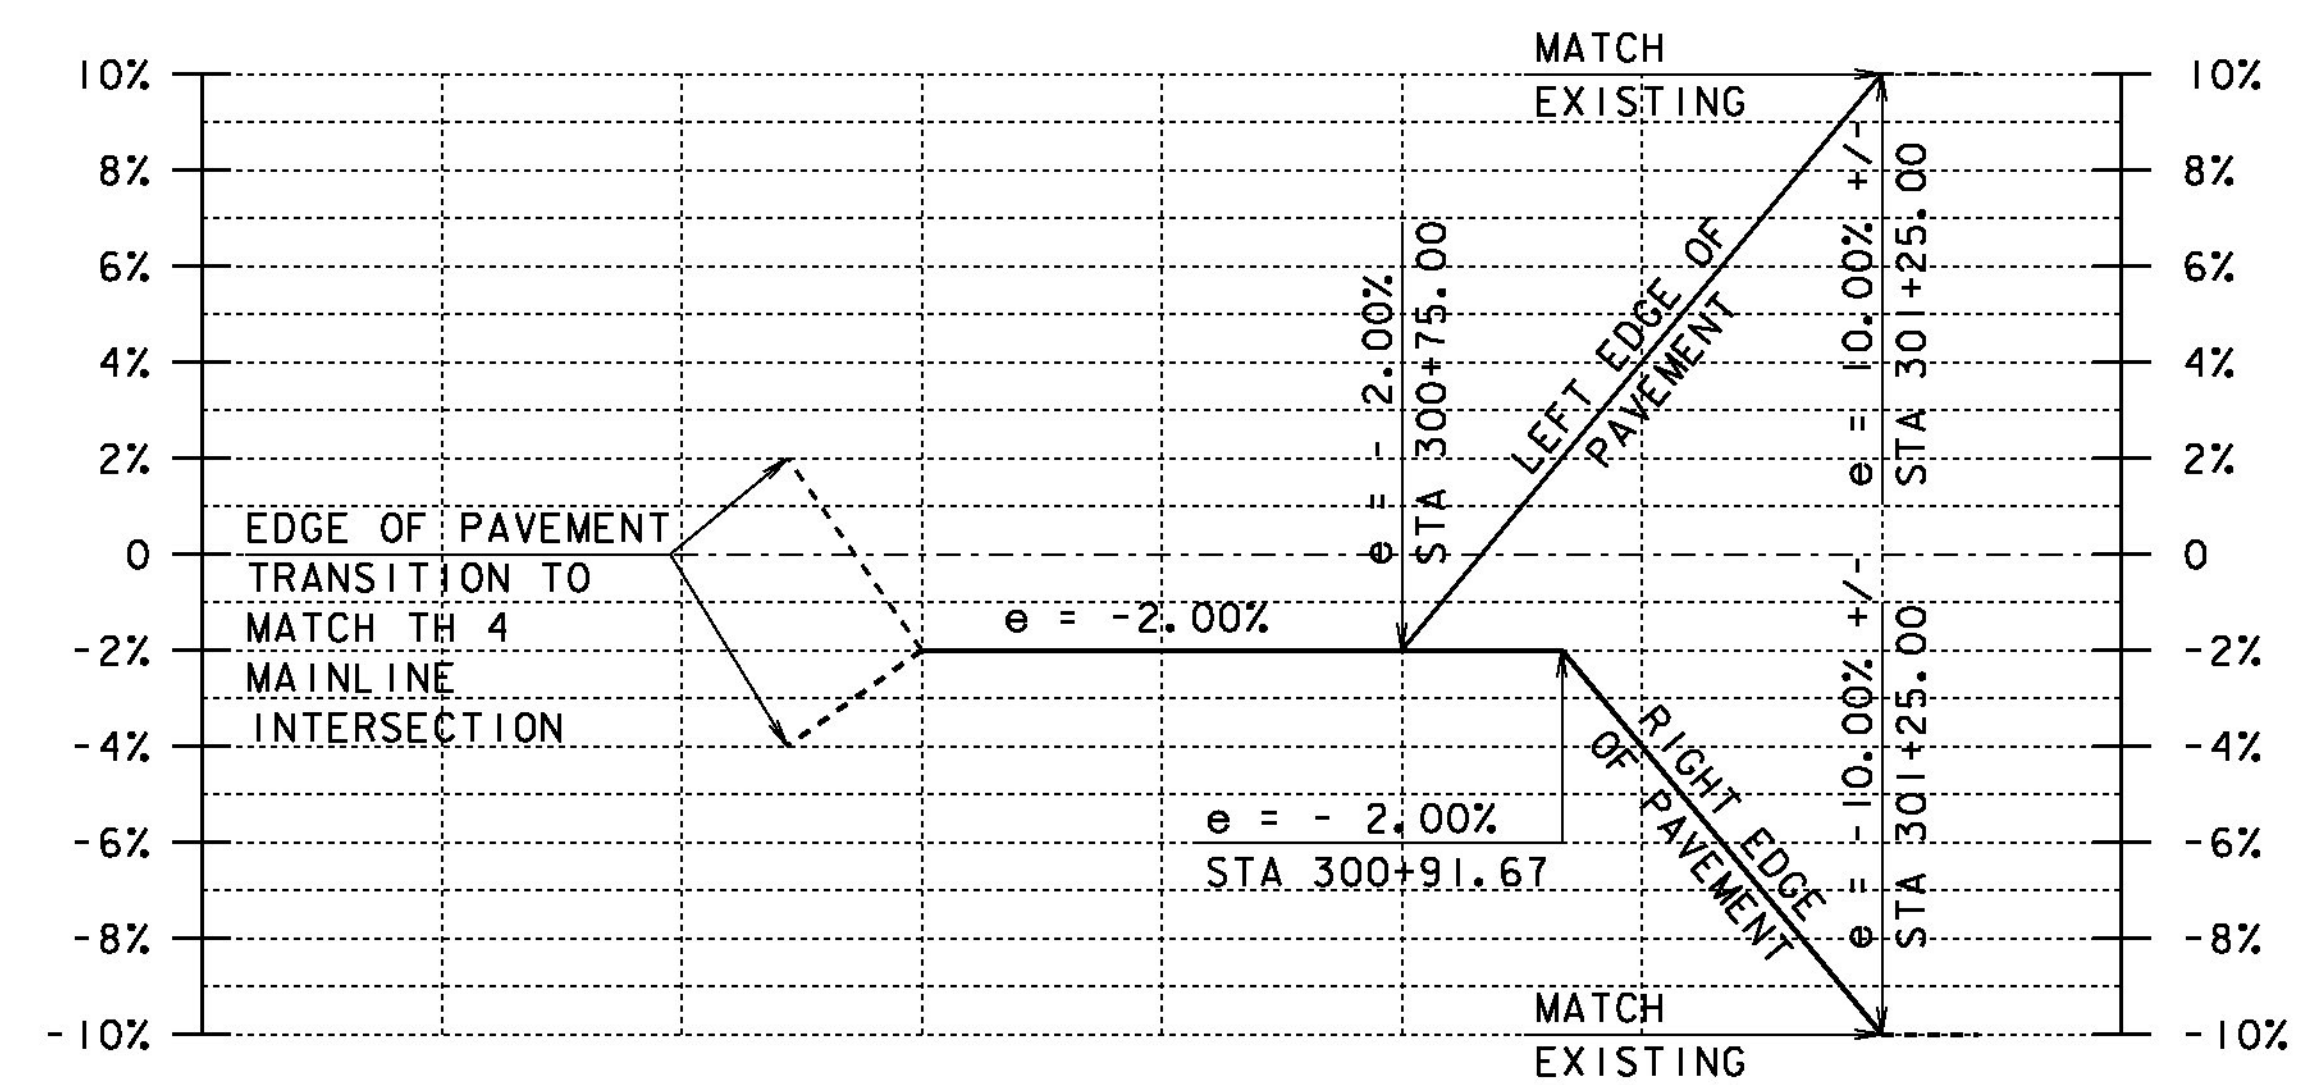 MATCH
EXISTING
10%
8%
6%
4%
2%
0
-2%
-4%
-6%
-8%
-10%
EDGE OF PAVEMENT
TRANSITION TO
MATCH TH 4
MAINLINE
INTERSECTION
e = -2.00%
e = - 2.00%
STA 300+75.00
e = - 2.00%
STA 300+91.67
LEFT EDGE OF
PAVEMENT
RIGHT EDGE
OF PAVEMENT
e = 10.00% +/-
STA 301+25.00
e = -10.00% +/-
STA 301+25.00
MATCH
EXISTING
10%
8%
6%
4%
2%
0
-2%
-4%
-6%
-8%
-10%